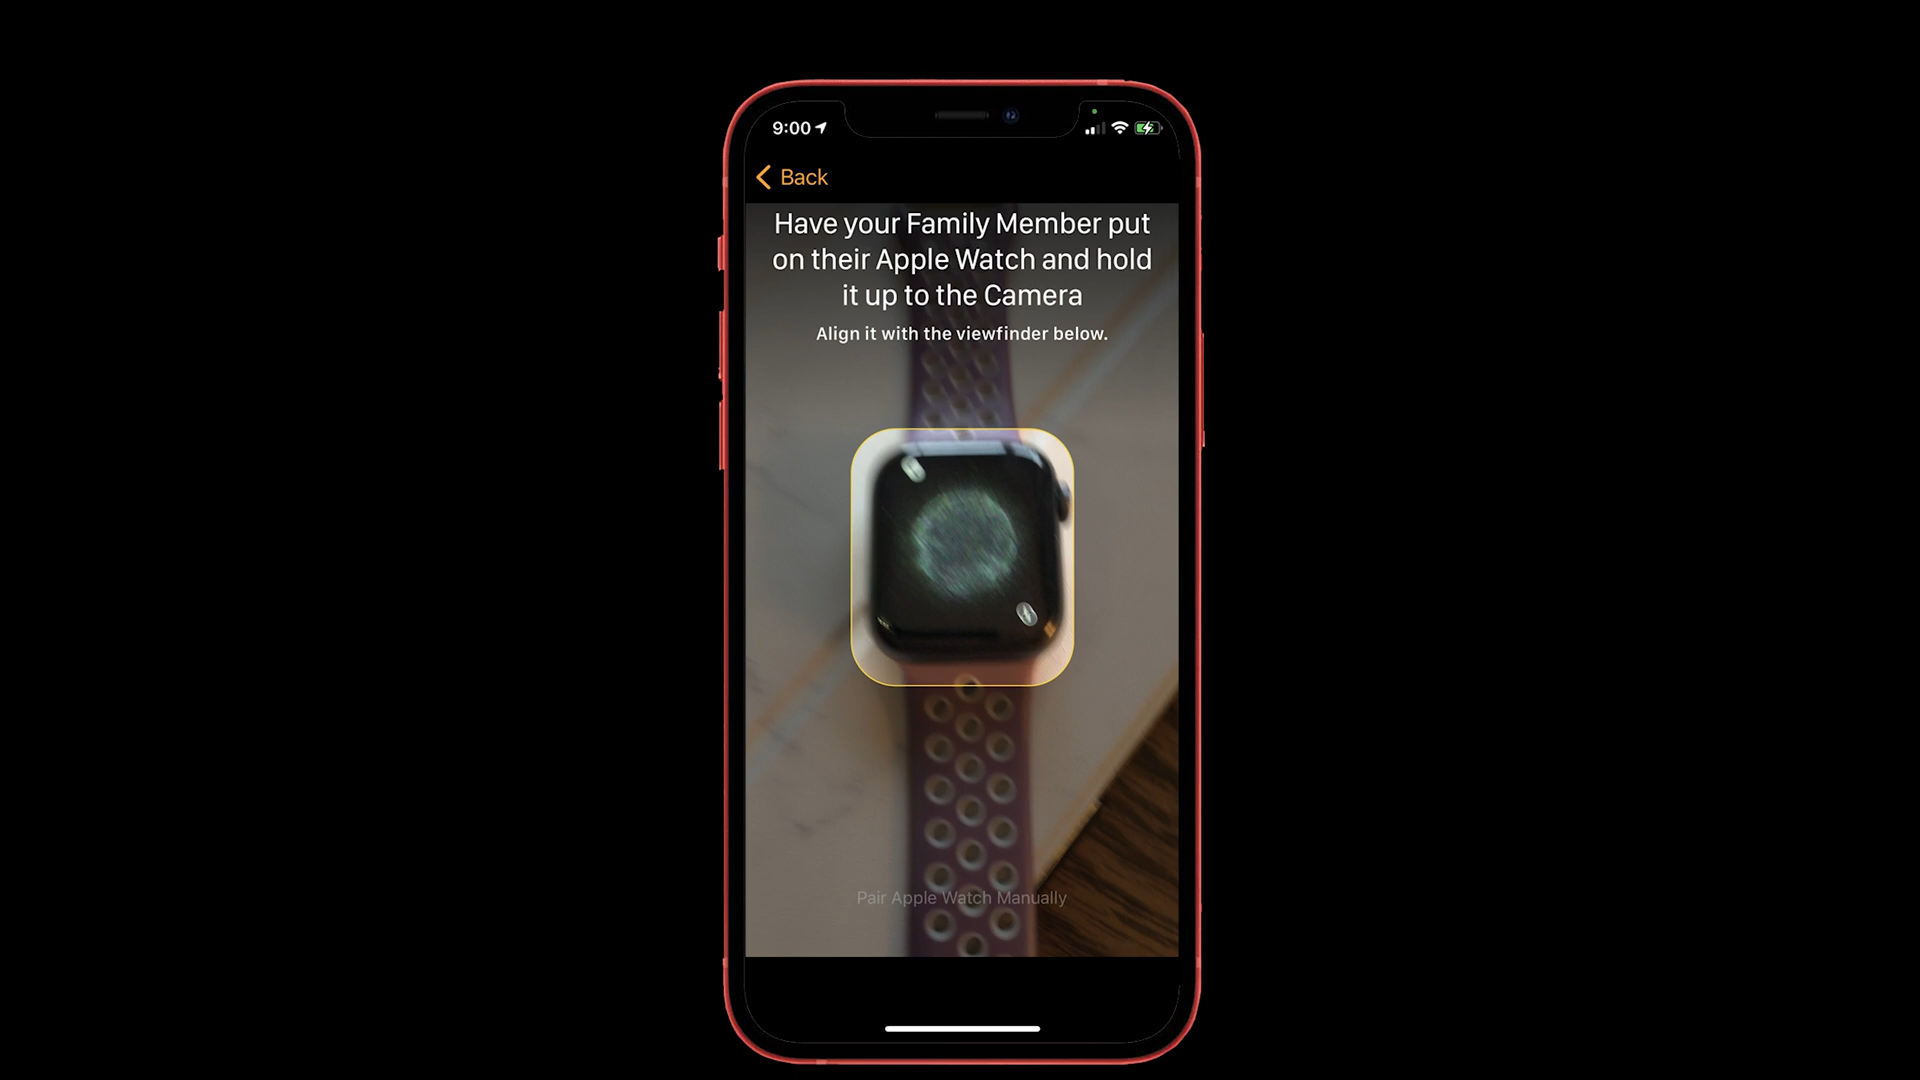 9:00
Back
Have your Family Member put
on their Apple Watch and hold
it up to the Camera
Align it with the viewfinder below.
Pair Apple Watch Manually